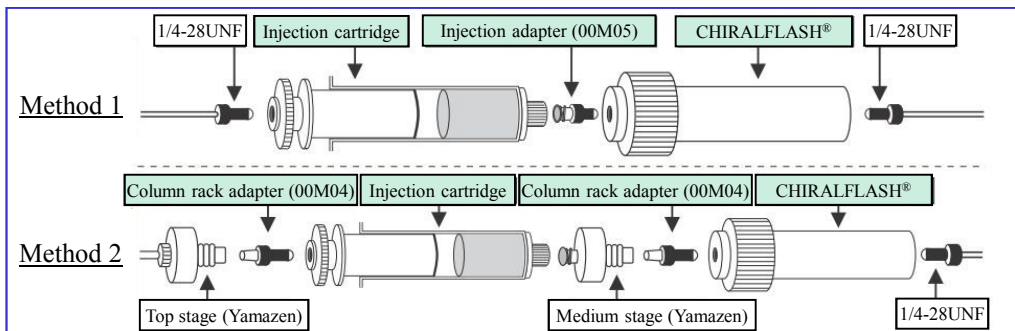 1/4-28UNF
Injection cartridge
Injection adapter (00M05)
CHIRALFLASH®
1/4-28UNF
Method 1
Column rack adapter (00M04)
Injection cartridge
Column rack adapter (00M04)
CHIRALFLASH®
Method 2
Top stage (Yamazen)
Medium stage (Yamazen)
1/4-28UNF